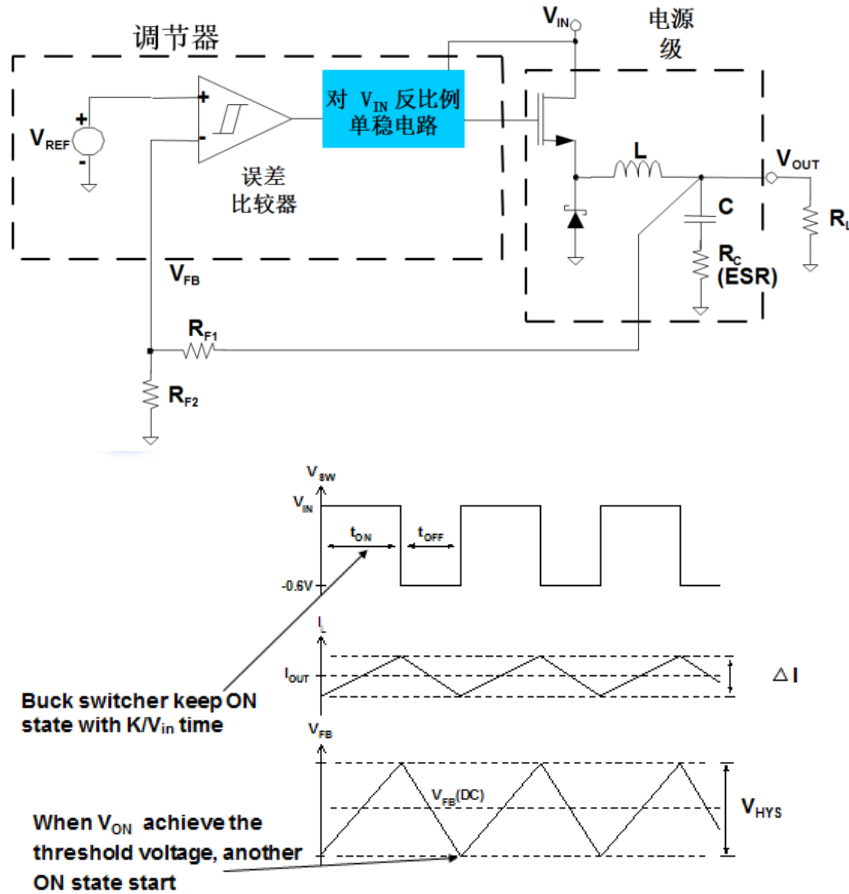 调节器
V_IN
电源
级
对 V_IN 反比例
单稳电路
+
-
+
-
V_REF
误差
比较器
L
V_OUT
C
R_C
(ESR)
R_L
V_FB
R_F1
R_F2
V_SW
V_IN
t_ON
t_OFF
-0.6V
I_L
I_OUT
△I
Buck switcher keep ON
state with K/V_in time
V_FB
V_FB(DC)
V_HYS
When V_ON achieve the
threshold voltage, another
ON state start